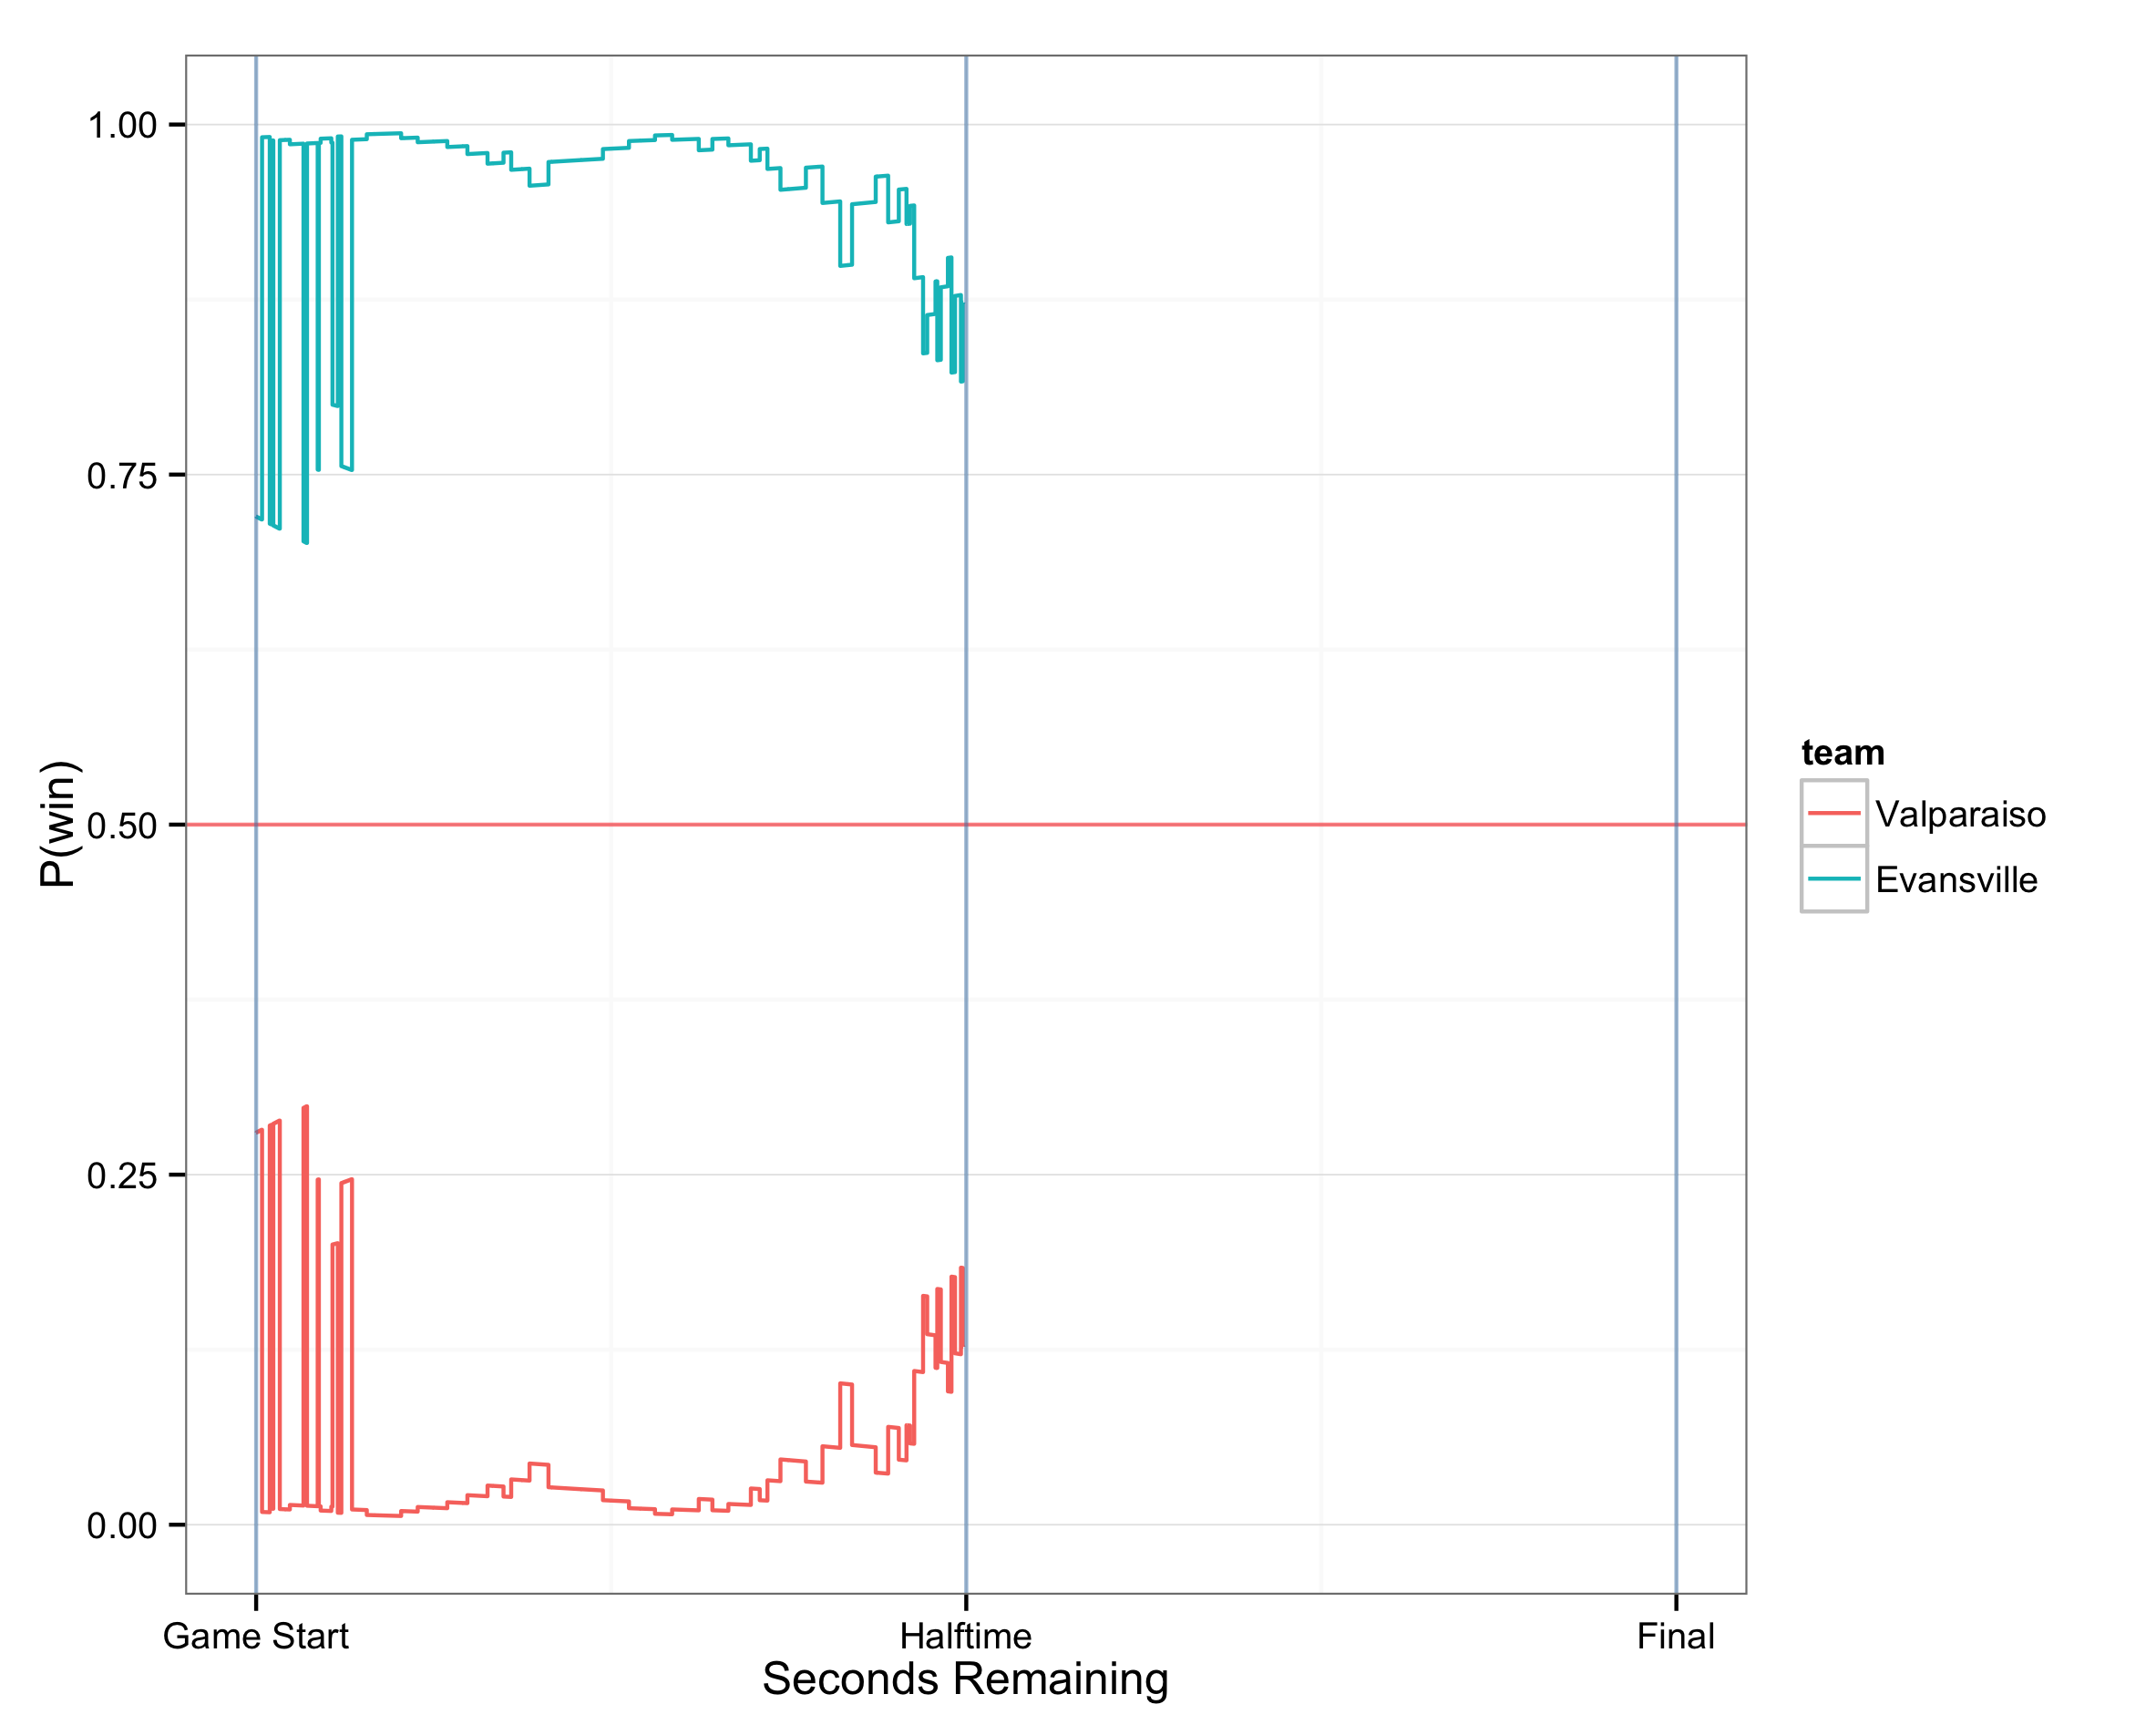 P(win)
1.00
0.75
0.50
0.25
0.00
Game Start
Halftime
Final
Seconds Remaining
team
Valparaiso
Evansville